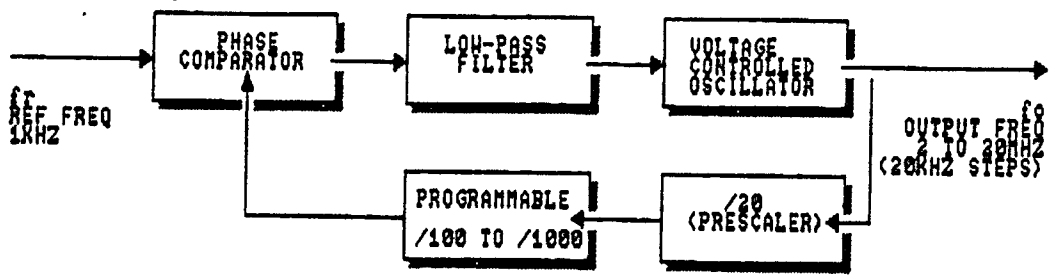 PHASE
COMPARATOR
LOW-PASS
FILTER
VOLTAGE
CONTROLLED
OSCILLATOR
fr
REF FREQ
1KHZ
fo
OUTPUT FREQ
2 TO 20MHZ
(20KHZ STEPS)
PROGRAMMABLE
/100 TO /1000
/20
(PRESCALER)